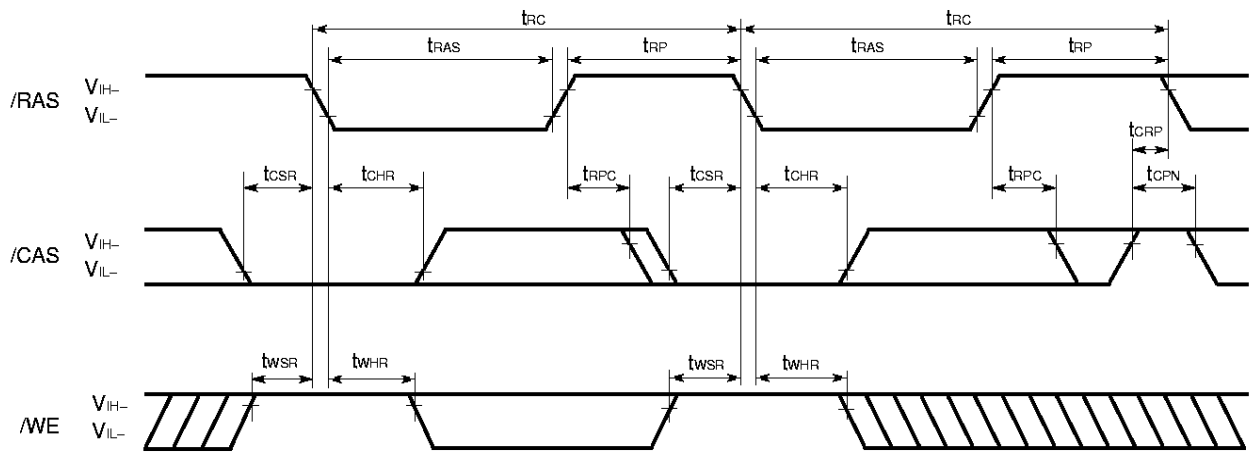 tRC tRC
tRAS tRP tRAS tRP
/RAS VIH–
VIL–
tCRP
tCSR tCHR tRPC tCSR tCHR tRPC tCPN
/CAS VIH–
VIL–
tWSR tWHR tWSR tWHR
/WE VIH–
VIL–